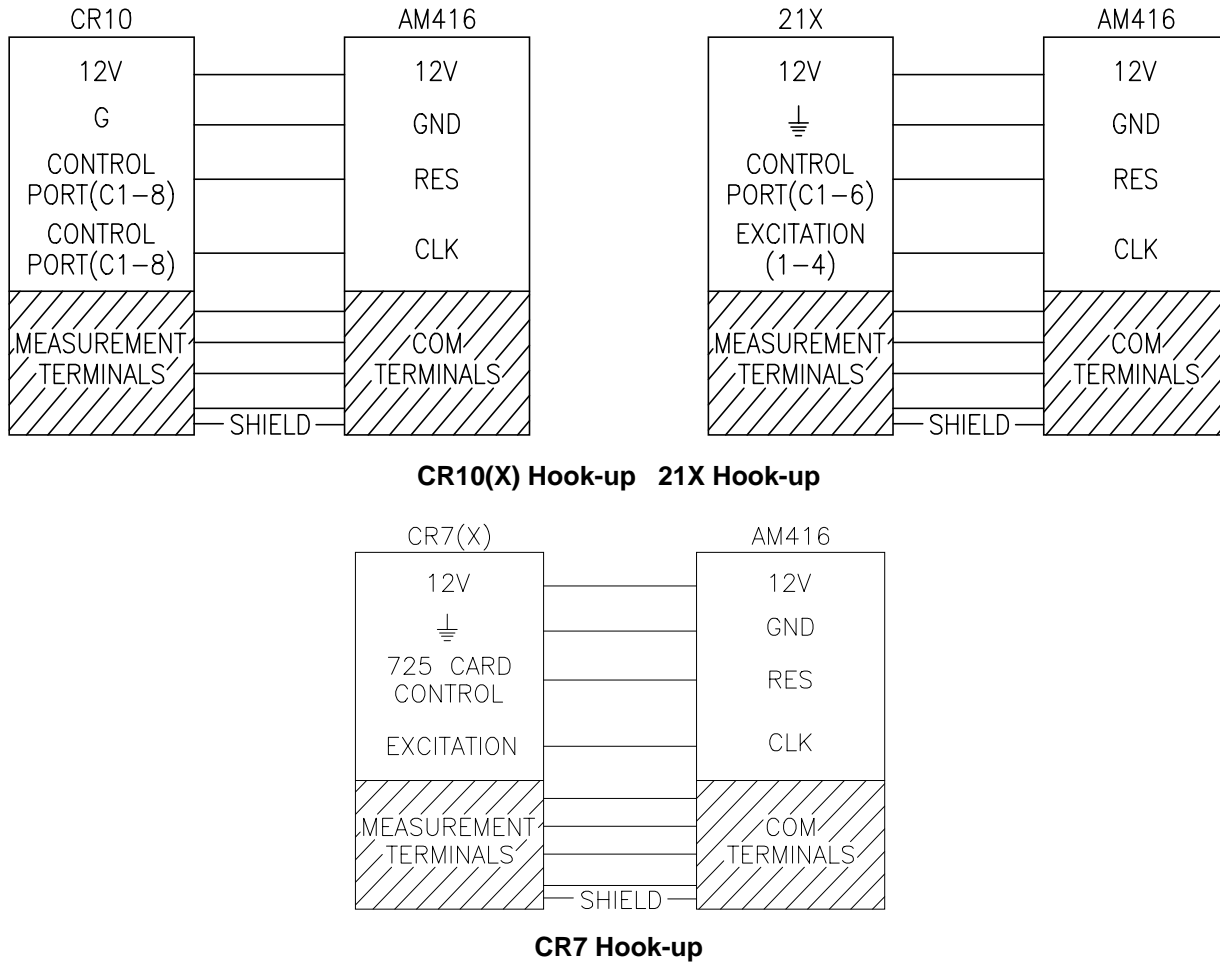 CR10
AM416
12V
12V
G
GND
CONTROL
PORT(C1-8)
RES
CONTROL
PORT(C1-8)
CLK
MEASUREMENT
TERMINALS
COM
TERMINALS
SHIELD
21X
AM416
12V
12V
GND
CONTROL
PORT(C1-6)
RES
EXCITATION
(1-4)
CLK
MEASUREMENT
TERMINALS
COM
TERMINALS
SHIELD
CR10(X) Hook-up 21X Hook-up
CR7(X)
AM416
12V
12V
GND
725 CARD
CONTROL
RES
EXCITATION
CLK
MEASUREMENT
TERMINALS
COM
TERMINALS
SHIELD
CR7 Hook-up